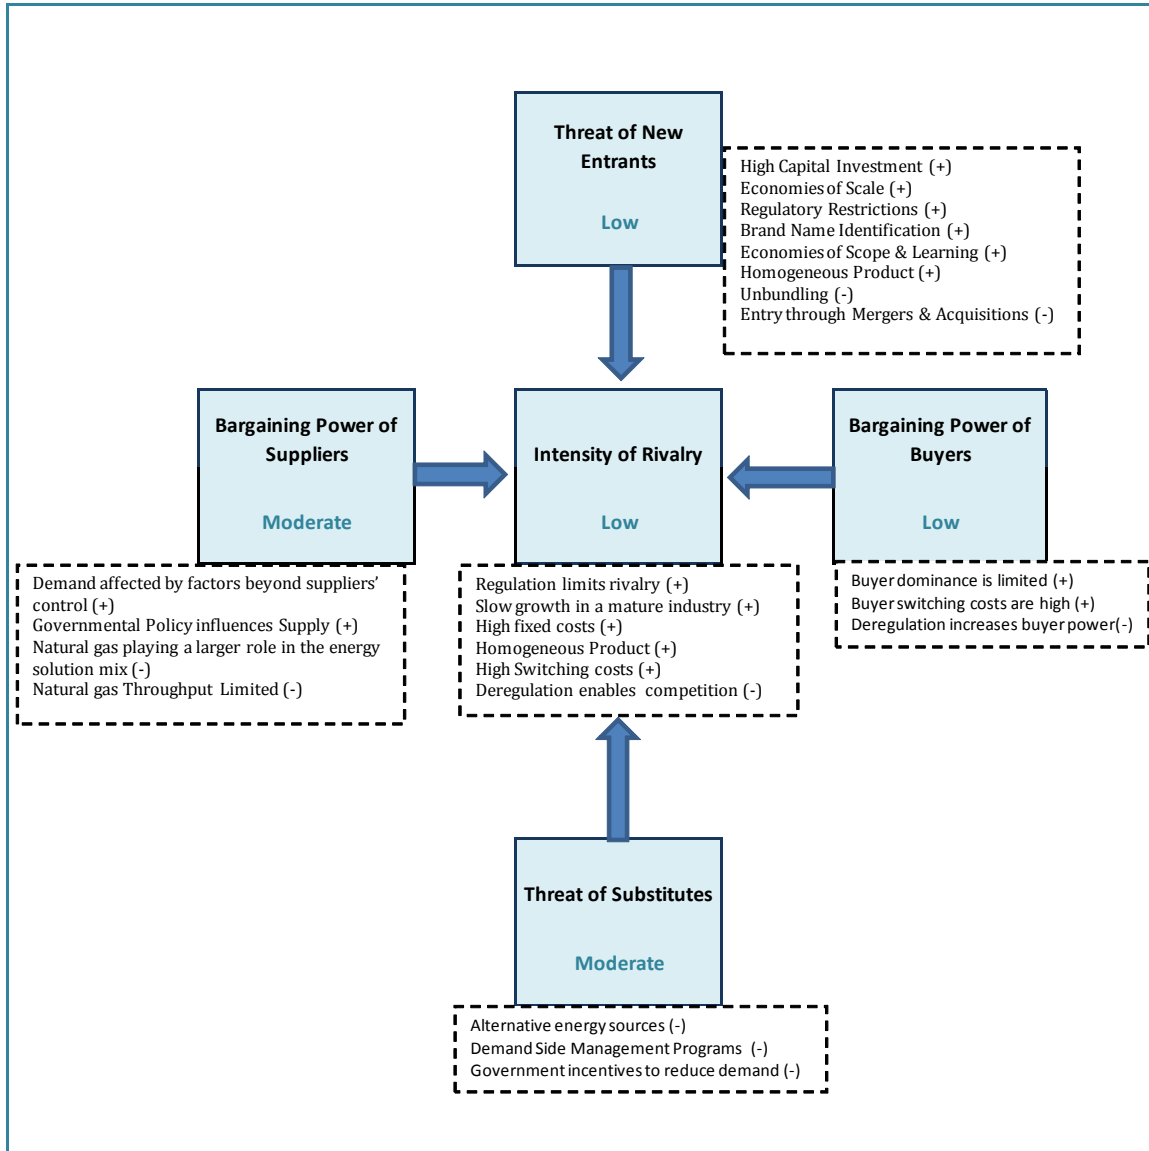 Threat of New
Entrants
Low
High Capital Investment (+)
Economies of Scale (+)
Regulatory Restrictions (+)
Brand Name Identification (+)
Economies of Scope & Learning (+)
Homogeneous Product (+)
Unbundling (-)
Entry through Mergers & Acquisitions (-)
Bargaining Power of
Suppliers
Moderate
Demand affected by factors beyond suppliers’
control (+)
Governmental Policy influences Supply (+)
Natural gas playing a larger role in the energy
solution mix (-)
Natural gas Throughput Limited (-)
Intensity of Rivalry
Low
Regulation limits rivalry (+)
Slow growth in a mature industry (+)
High fixed costs (+)
Homogeneous Product (+)
High Switching costs (+)
Deregulation enables competition (-)
Bargaining Power of
Buyers
Low
Buyer dominance is limited (+)
Buyer switching costs are high (+)
Deregulation increases buyer power(-)
Threat of Substitutes
Moderate
Alternative energy sources (-)
Demand Side Management Programs (-)
Government incentives to reduce demand (-)